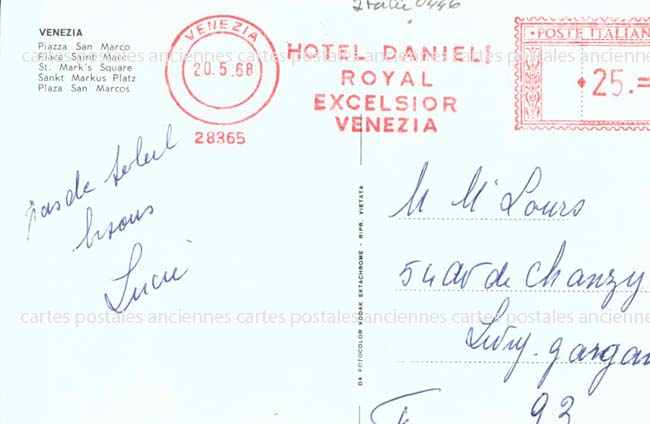 Italie 0446
VENEZIA
Piazza San Marco
Place Saint Marc
St. Mark's Square
Sankt Markus Platz
Plaza San Marcos
VENEZIA
20.5.68
28365
HOTEL DANIELI
ROYAL
EXCELSIOR
VENEZIA
POSTE ITALIAN
25.=
pas de soleil
bisous
Lucie
DA FOTOCOLOR KODAK EKTACHROME - RIPR. VIETATA
M Mr Lours
54 av de Chanzy
Livry-gargan
F 93
cartes postales anciennes cartes postales anciennes cartes postales anciennes
cartes postales anciennes cartes postales anciennes cartes postales anciennes